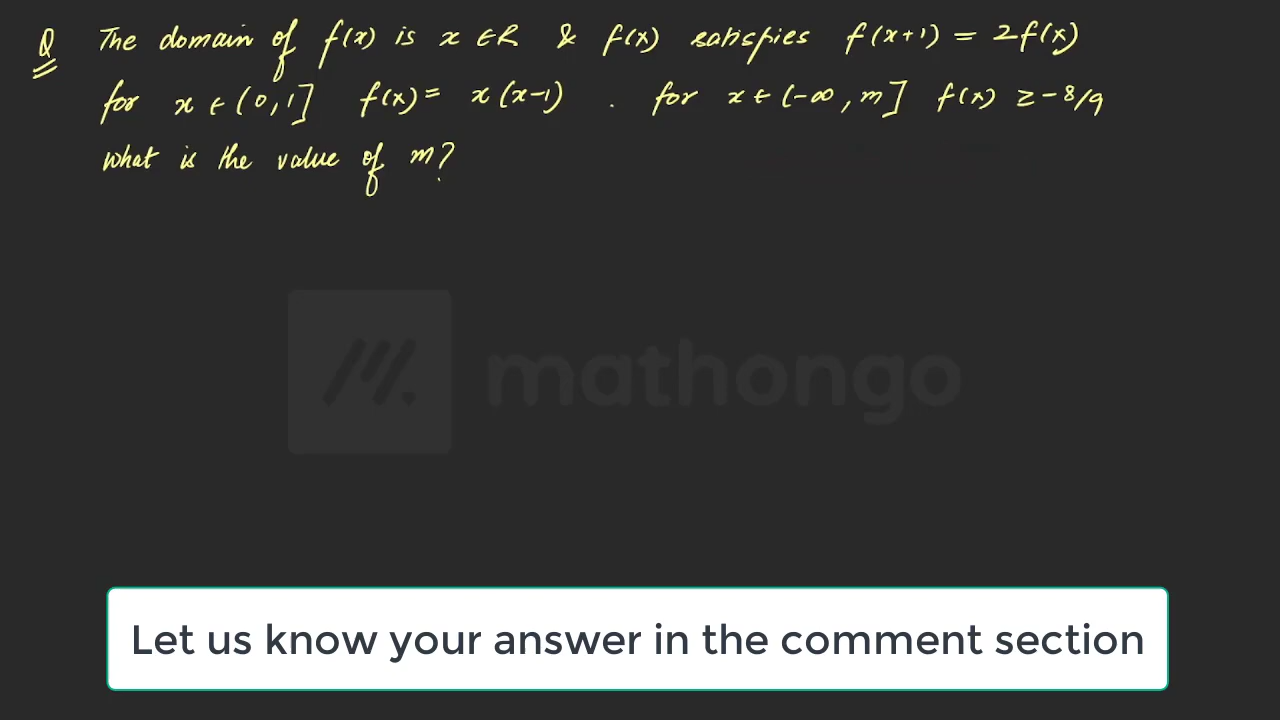 Q The domain of f(x) is x ∈ R & f(x) satisfies f(x+1) = 2f(x)
for x ∈ (0,1] f(x) = x(x-1) . for x ∈ (-∞, m] f(x) ≥ -8/9
what is the value of m?
mathongo
Let us know your answer in the comment section